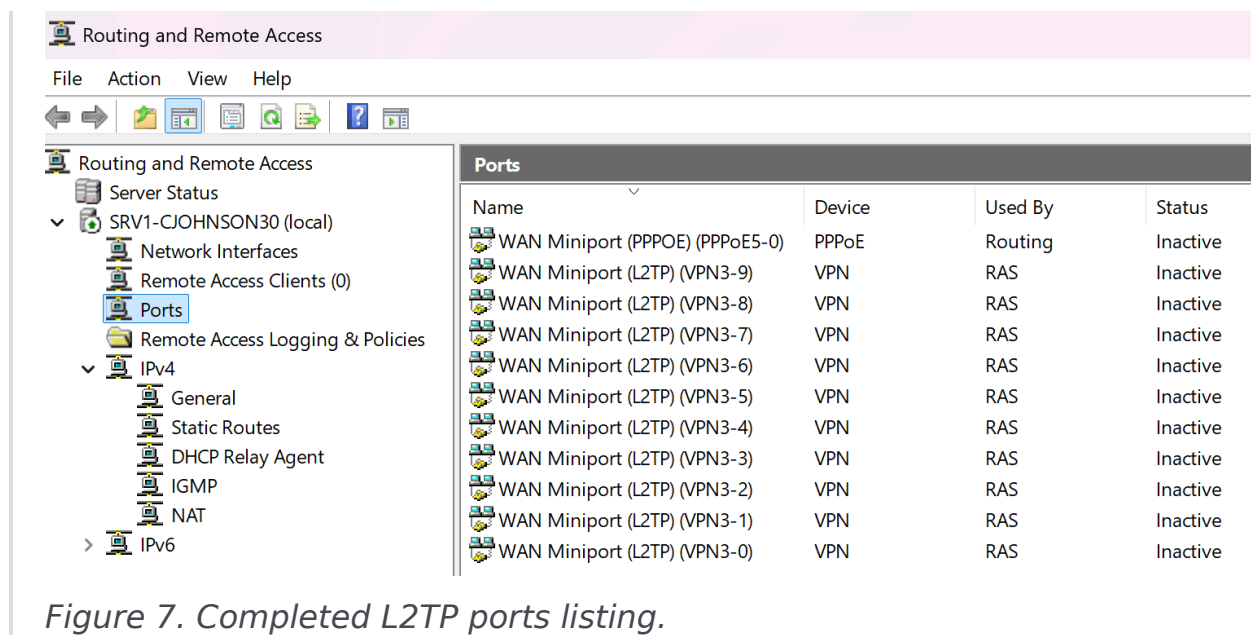 Routing and Remote Access
File Action View Help
Routing and Remote Access
Server Status
SRV1-CJOHNSON30 (local)
Network Interfaces
Remote Access Clients (0)
Ports
Remote Access Logging & Policies
IPv4
General
Static Routes
DHCP Relay Agent
IGMP
NAT
IPv6
Ports
Name Device Used By Status
WAN Miniport (PPPOE) (PPPoE5-0) PPPoE Routing Inactive
WAN Miniport (L2TP) (VPN3-9) VPN RAS Inactive
WAN Miniport (L2TP) (VPN3-8) VPN RAS Inactive
WAN Miniport (L2TP) (VPN3-7) VPN RAS Inactive
WAN Miniport (L2TP) (VPN3-6) VPN RAS Inactive
WAN Miniport (L2TP) (VPN3-5) VPN RAS Inactive
WAN Miniport (L2TP) (VPN3-4) VPN RAS Inactive
WAN Miniport (L2TP) (VPN3-3) VPN RAS Inactive
WAN Miniport (L2TP) (VPN3-2) VPN RAS Inactive
WAN Miniport (L2TP) (VPN3-1) VPN RAS Inactive
WAN Miniport (L2TP) (VPN3-0) VPN RAS Inactive
Figure 7. Completed L2TP ports listing.